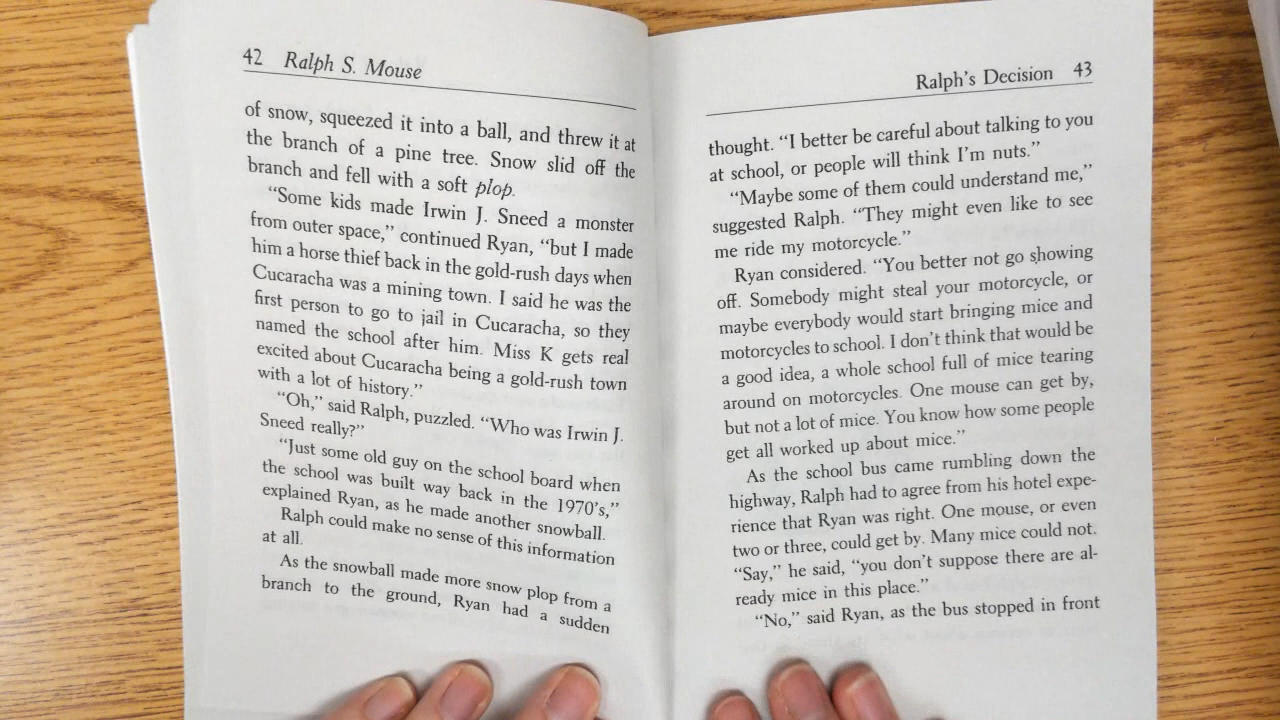 42 Ralph S. Mouse
of snow, squeezed it into a ball, and threw it at
the branch of a pine tree. Snow slid off the
branch and fell with a soft plop.
"Some kids made Irwin J. Sneed a monster
from outer space," continued Ryan, "but I made
him a horse thief back in the gold-rush days when
Cucaracha was a mining town. I said he was the
first person to go to jail in Cucaracha, so they
named the school after him. Miss K gets real
excited about Cucaracha being a gold-rush town
with a lot of history."
"Oh," said Ralph, puzzled. "Who was Irwin J.
Sneed really?"
"Just some old guy on the school board when
the school was built way back in the 1970's,"
explained Ryan, as he made another snowball.
Ralph could make no sense of this information
at all.
As the snowball made more snow plop from a
branch to the ground, Ryan had a sudden
Ralph's Decision 43
thought. "I better be careful about talking to you
at school, or people will think I'm nuts."
"Maybe some of them could understand me,"
suggested Ralph. "They might even like to see
me ride my motorcycle."
Ryan considered. "You better not go showing
off. Somebody might steal your motorcycle, or
maybe everybody would start bringing mice and
motorcycles to school. I don't think that would be
a good idea, a whole school full of mice tearing
around on motorcycles. One mouse can get by,
but not a lot of mice. You know how some people
get all worked up about mice."
As the school bus came rumbling down the
highway, Ralph had to agree from his hotel expe-
rience that Ryan was right. One mouse, or even
two or three, could get by. Many mice could not.
"Say," he said, "you don't suppose there are al-
ready mice in this place."
"No," said Ryan, as the bus stopped in front